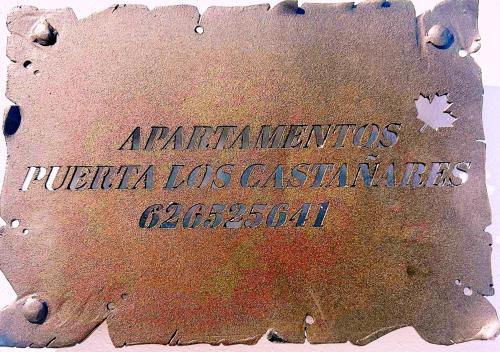 APARTAMENTOS
PUERTA LOS CASTAÑARES
626525641